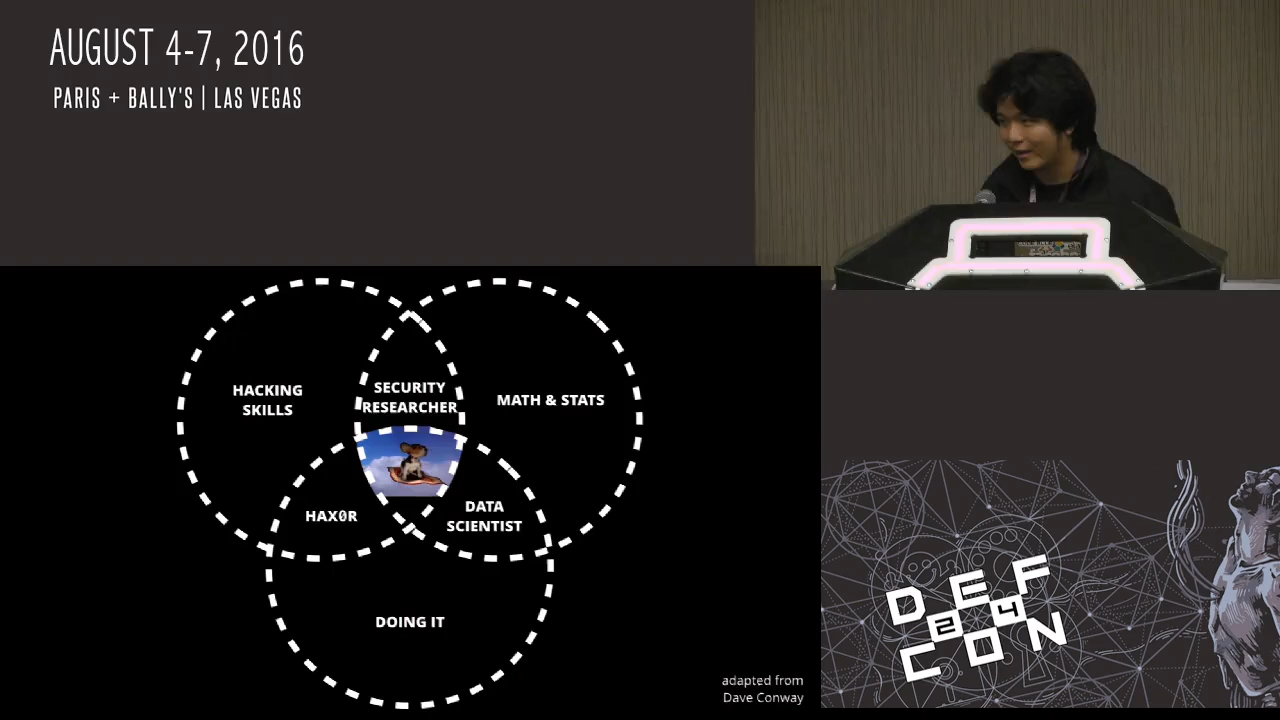 AUGUST 4-7, 2016
PARIS + BALLY'S | LAS VEGAS
HACKING
SKILLS
SECURITY
RESEARCHER
MATH & STATS
HAX0R
DATA
SCIENTIST
DOING IT
adapted from
Dave Conway
DEF
24
CON